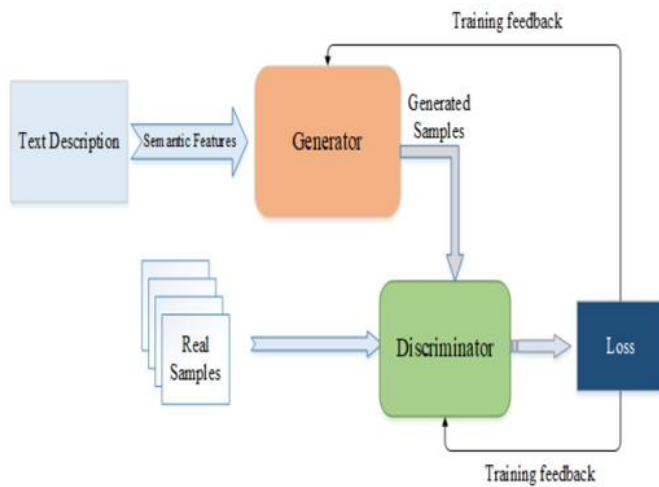 Training feedback
Text Description
Semantic Features
Generator
Generated
Samples
Real
Samples
Discriminator
Loss
Training feedback